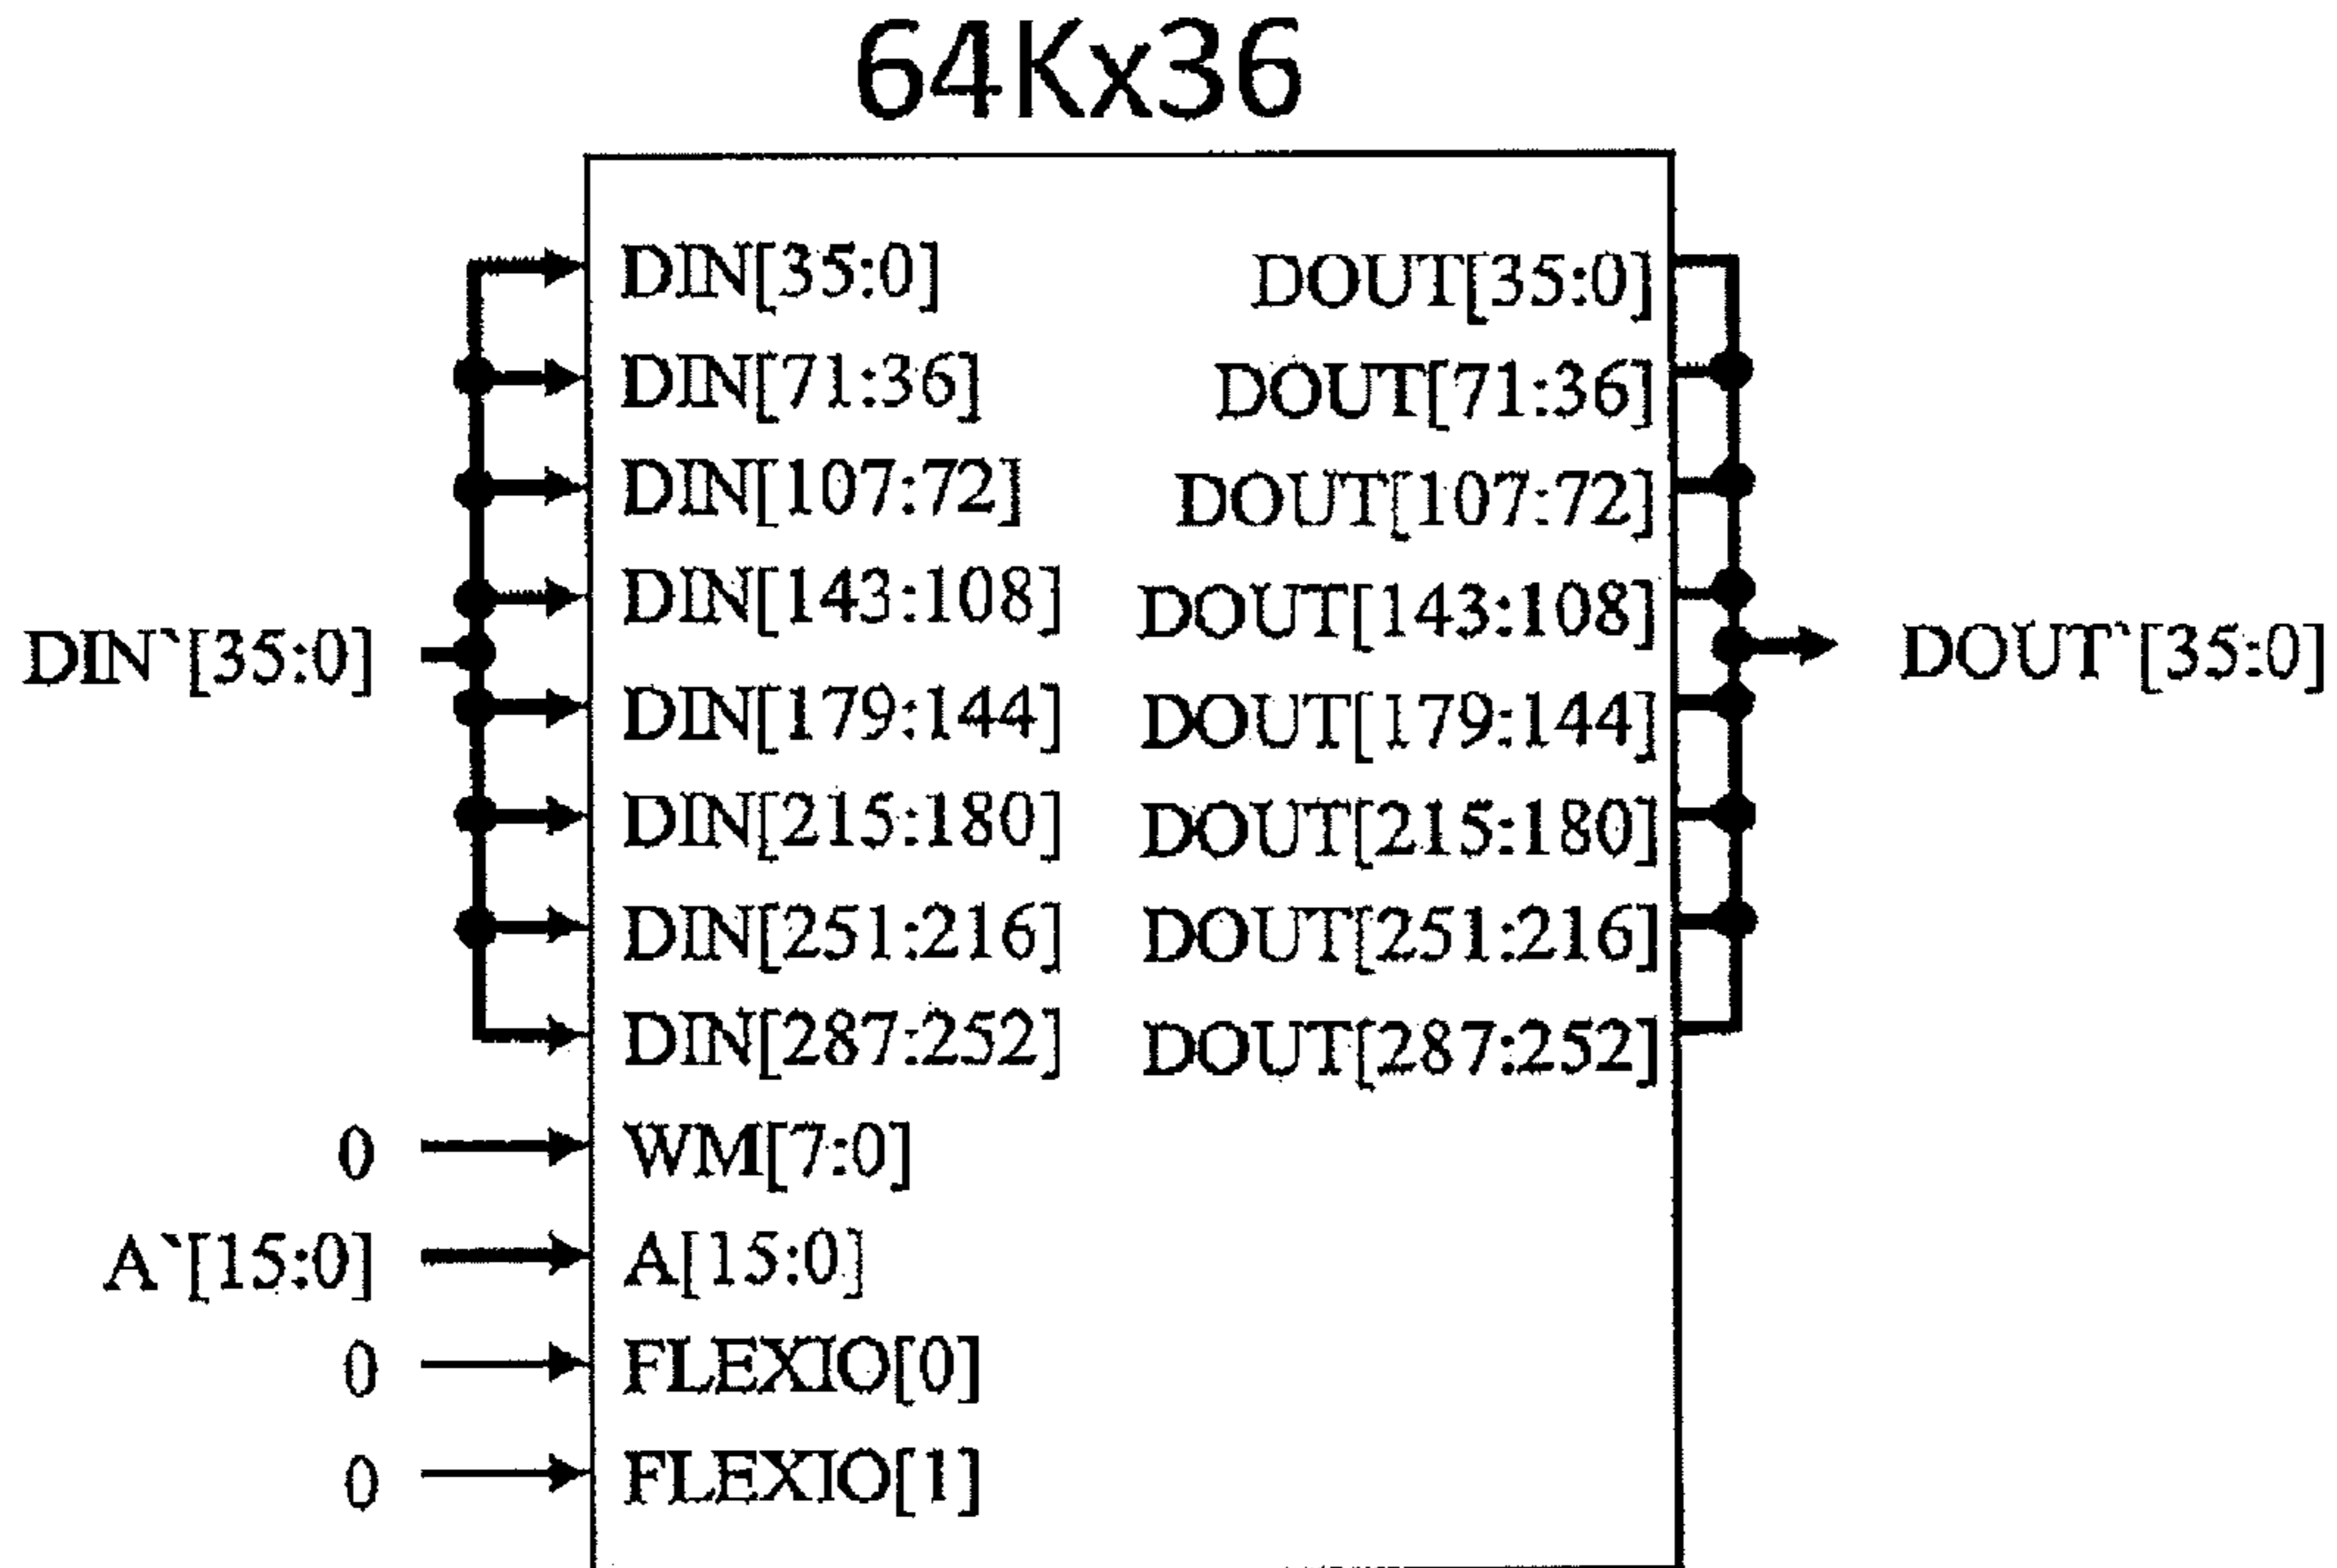 64Kx36
DIN[35:0] DOUT[35:0]
DIN[71:36] DOUT[71:36]
DIN[107:72] DOUT[107:72]
DIN[143:108] DOUT[143:108]
DIN`[35:0] DOUT`[35:0]
DIN[179:144] DOUT[179:144]
DIN[215:180] DOUT[215:180]
DIN[251:216] DOUT[251:216]
DIN[287:252] DOUT[287:252]
0 WM[7:0]
A`[15:0] A[15:0]
0 FLEXIO[0]
0 FLEXIO[1]